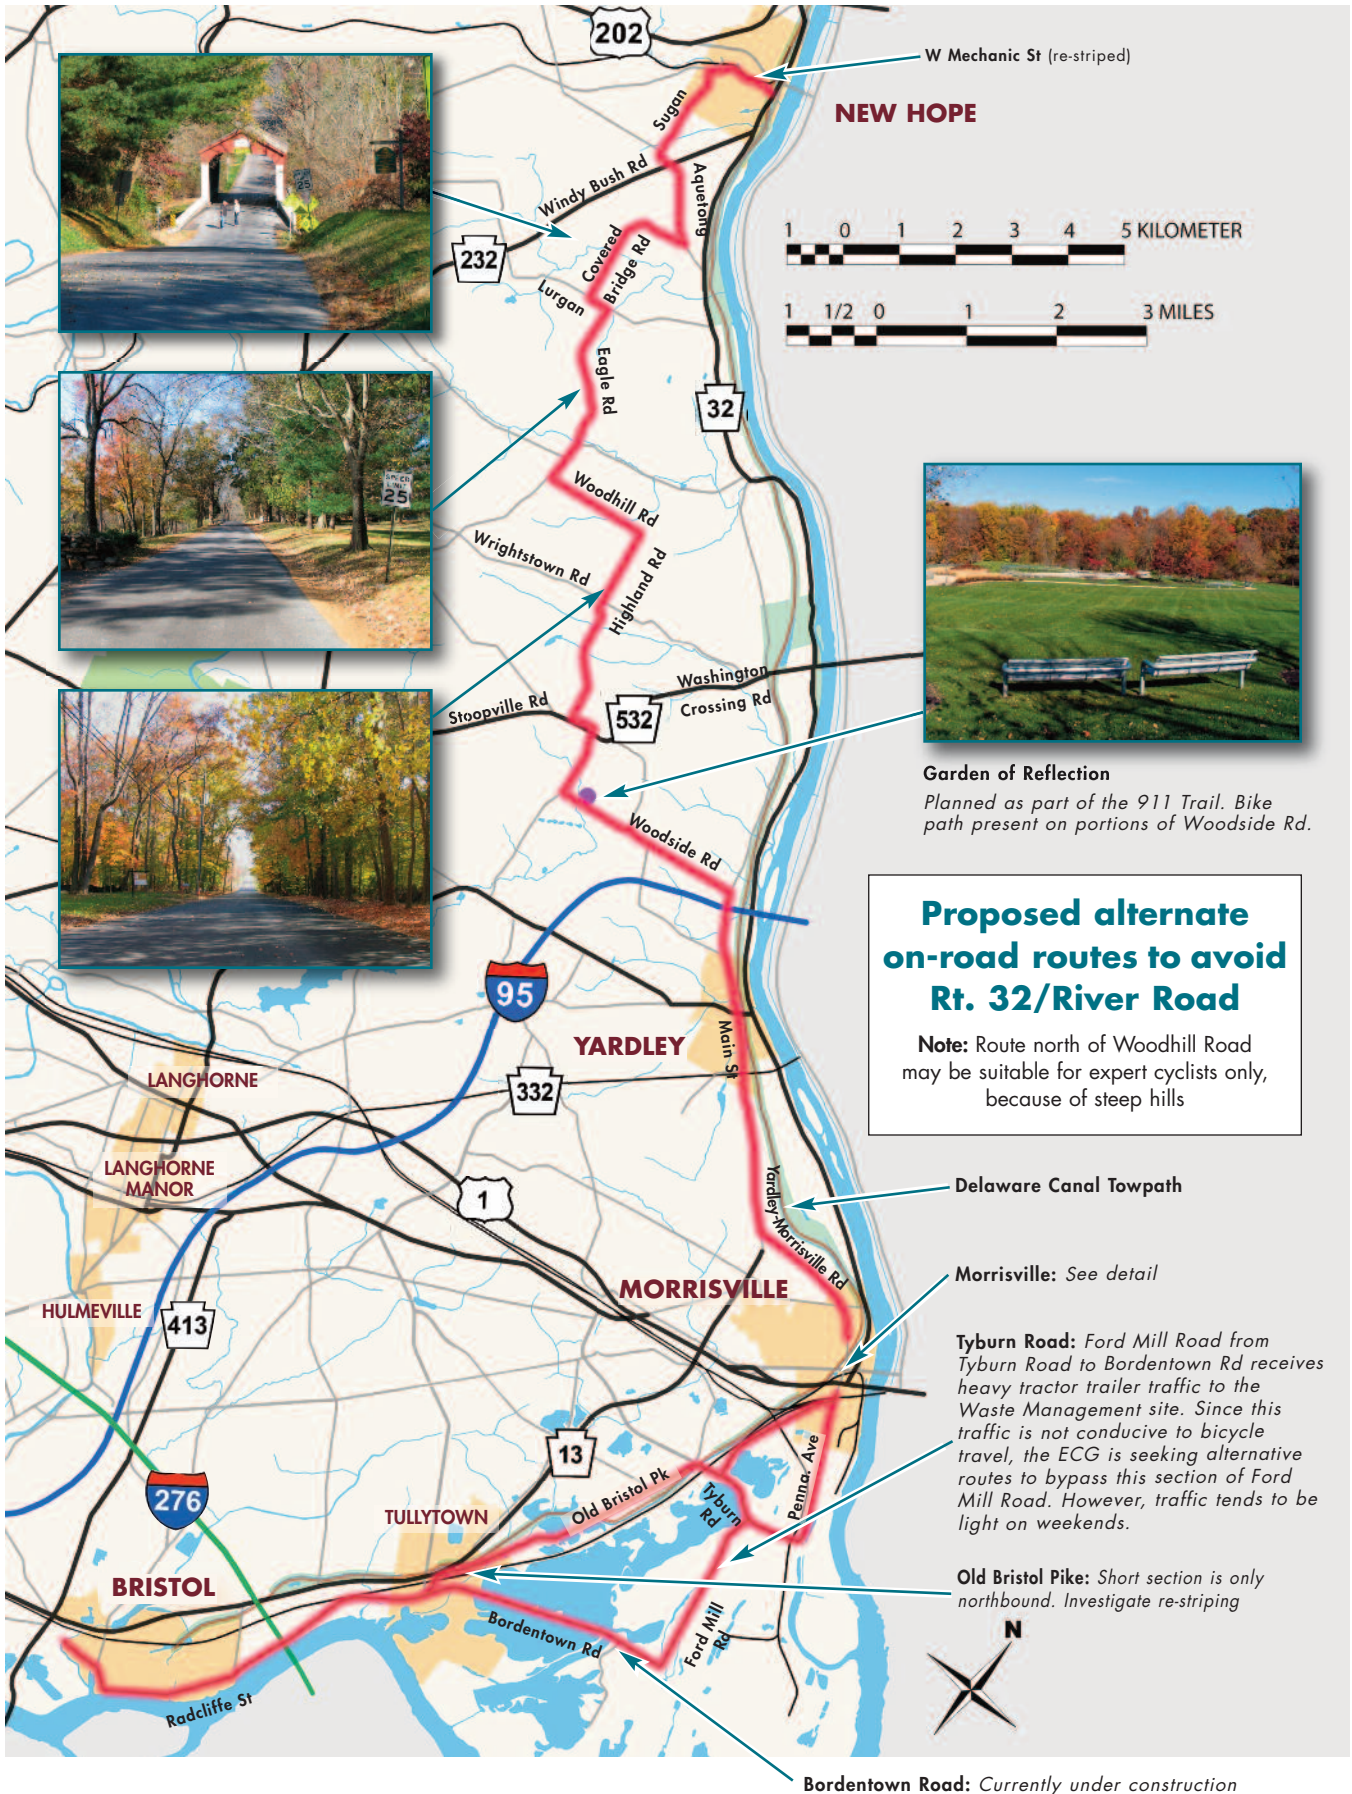 202
W Mechanic St (re-striped)
NEW HOPE
Sugan
Windy Bush Rd
Aquetong
232
Covered
Bridge Rd
Lurgan
1 0 1 2 3 4 5 KILOMETER
1 1/2 0 1 2 3 MILES
Eagle Rd
32
SPEED
LIMIT
25
Woodhill Rd
Wrightstown Rd
Highland Rd
Washington
Crossing Rd
Stoopville Rd
532
Garden of Reflection
Planned as part of the 911 Trail. Bike
path present on portions of Woodside Rd.
Woodside Rd
Proposed alternate
on-road routes to avoid
Rt. 32/River Road
Note: Route north of Woodhill Road
may be suitable for expert cyclists only,
because of steep hills
95
YARDLEY
Main St
332
LANGHORNE
LANGHORNE
MANOR
1
Yardley-Morrisville Rd
Delaware Canal Towpath
MORRISVILLE
Morrisville: See detail
HULMEVILLE
413
Tyburn Road: Ford Mill Road from
Tyburn Road to Bordentown Rd receives
heavy tractor trailer traffic to the
Waste Management site. Since this
traffic is not conducive to bicycle
travel, the ECG is seeking alternative
routes to bypass this section of Ford
Mill Road. However, traffic tends to be
light on weekends.
13
276
Old Bristol Pk
Tyburn
Rd
Penna. Ave
TULLYTOWN
BRISTOL
Old Bristol Pike: Short section is only
northbound. Investigate re-striping
Bordentown Rd
Ford Mill
Rd
N
Radcliffe St
Bordentown Road: Currently under construction